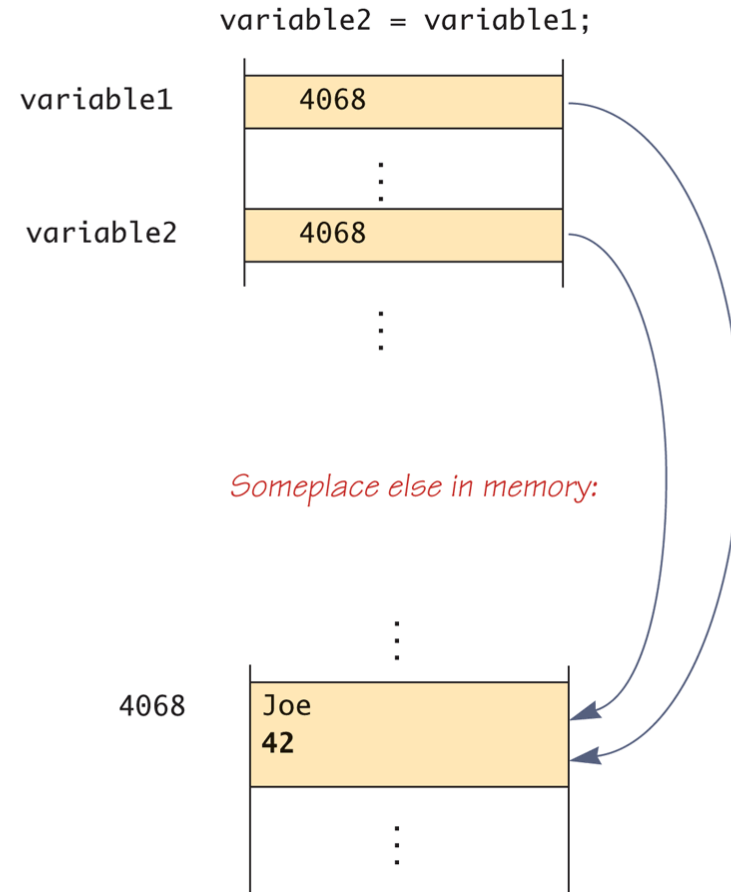 variable2 = variable1;
variable1 4068
variable2 4068
Someplace else in memory:
4068 Joe
42